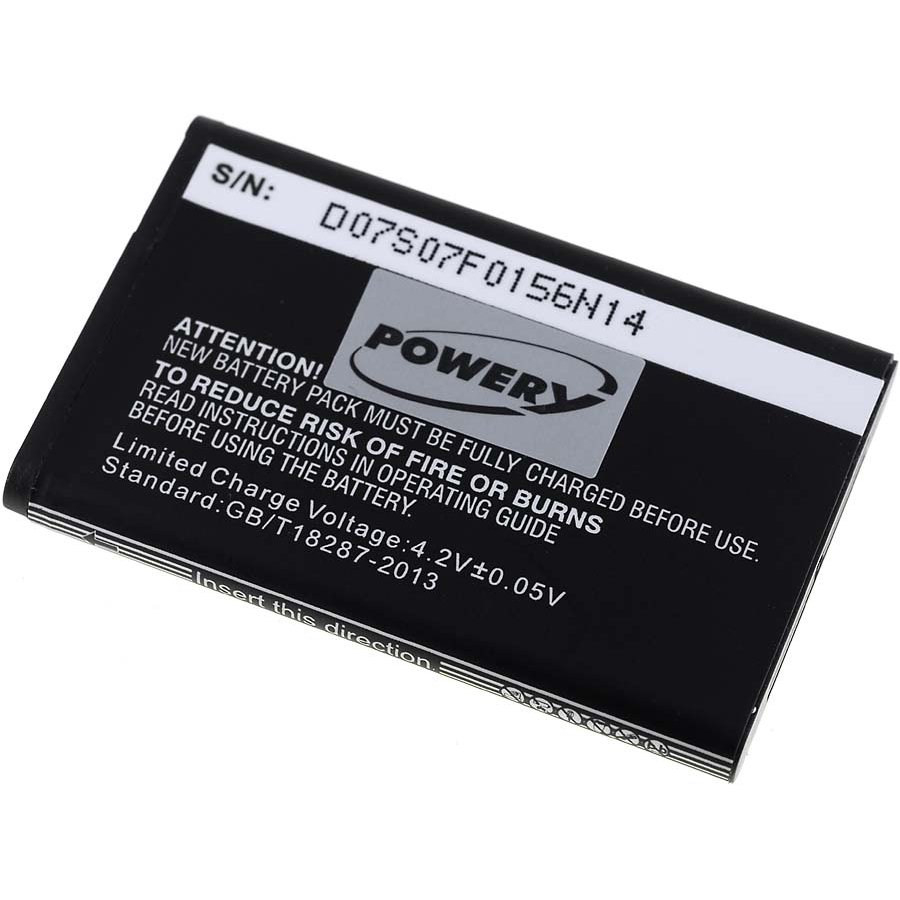 S/N:
D07S07F0156N14
POWERY
ATTENTION!
NEW BATTERY PACK MUST BE FULLY CHARGED BEFORE USE.
TO REDUCE RISK OF FIRE OR BURNS
READ INSTRUCTIONS IN OPERATING GUIDE
BEFORE USING THE BATTERY.
Limited Charge Voltage:4.2V±0.05V
Standard:GB/T18287-2013
Insert this direction.